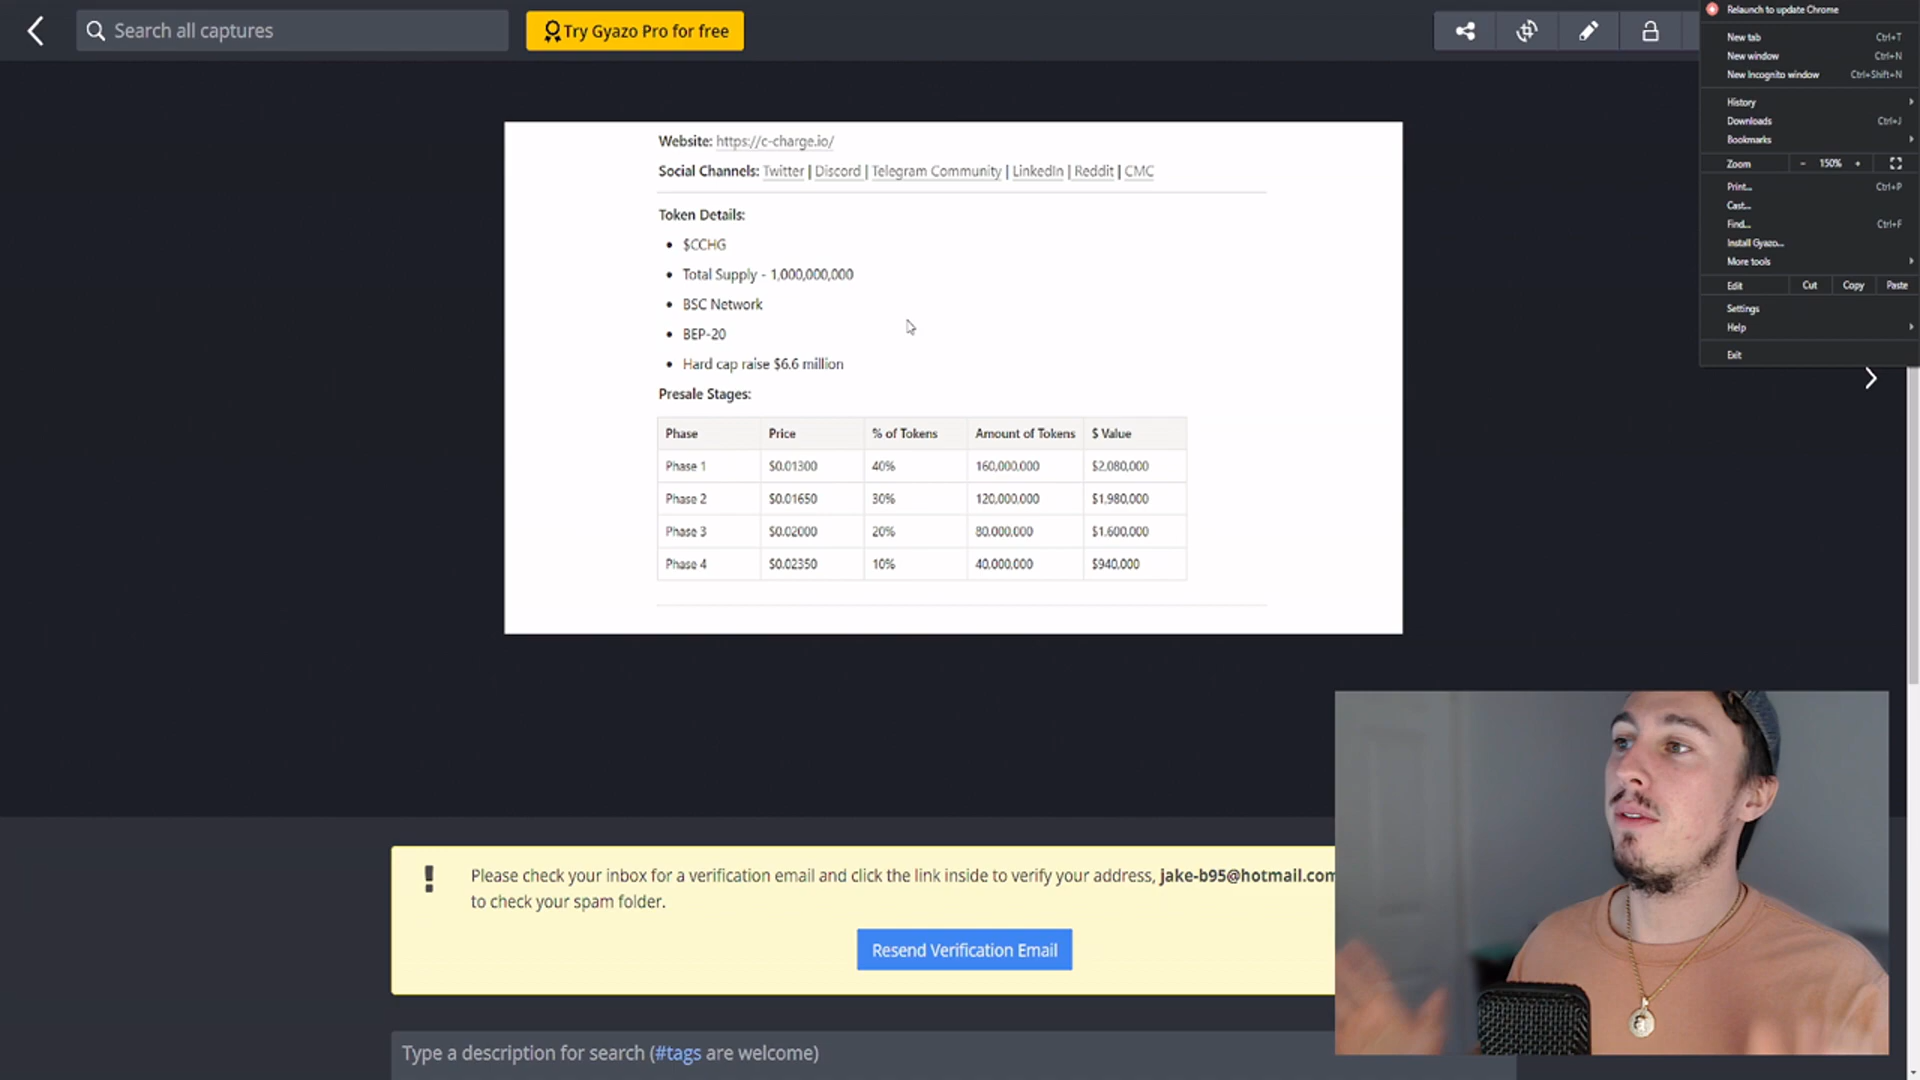 Search all captures
Try Gyazo Pro for free
Relaunch to update Chrome
New tab Ctrl+T
New window Ctrl+N
New Incognito window Ctrl+Shift+N
History
Downloads Ctrl+J
Bookmarks
Zoom - 150% +
Print... Ctrl+P
Cast...
Find... Ctrl+F
Install Gyazo...
More tools
Edit Cut Copy Paste
Settings
Help
Exit
Website: https://c-charge.io/
Social Channels: Twitter | Discord | Telegram Community | LinkedIn | Reddit | CMC
Token Details:
• $CCHG
• Total Supply - 1,000,000,000
• BSC Network
• BEP-20
• Hard cap raise $6.6 million
Presale Stages:
Phase Price % of Tokens Amount of Tokens $ Value
Phase 1 $0.01300 40% 160,000,000 $2,080,000
Phase 2 $0.01650 30% 120,000,000 $1,980,000
Phase 3 $0.02000 20% 80,000,000 $1,600,000
Phase 4 $0.02350 10% 40,000,000 $940,000
Please check your inbox for a verification email and click the link inside to verify your address, jake-b95@hotmail.com
to check your spam folder.
Resend Verification Email
Type a description for search (#tags are welcome)